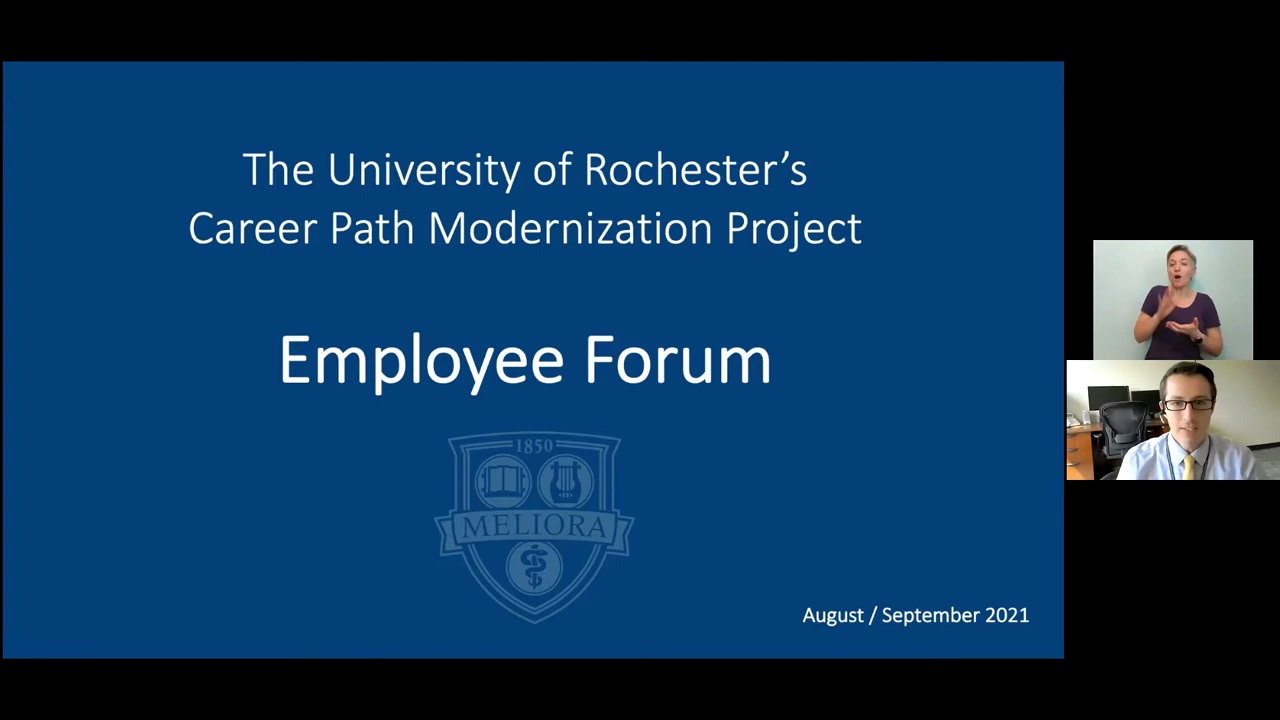 The University of Rochester’s
Career Path Modernization Project
Employee Forum
1850
MELIORA
August / September 2021